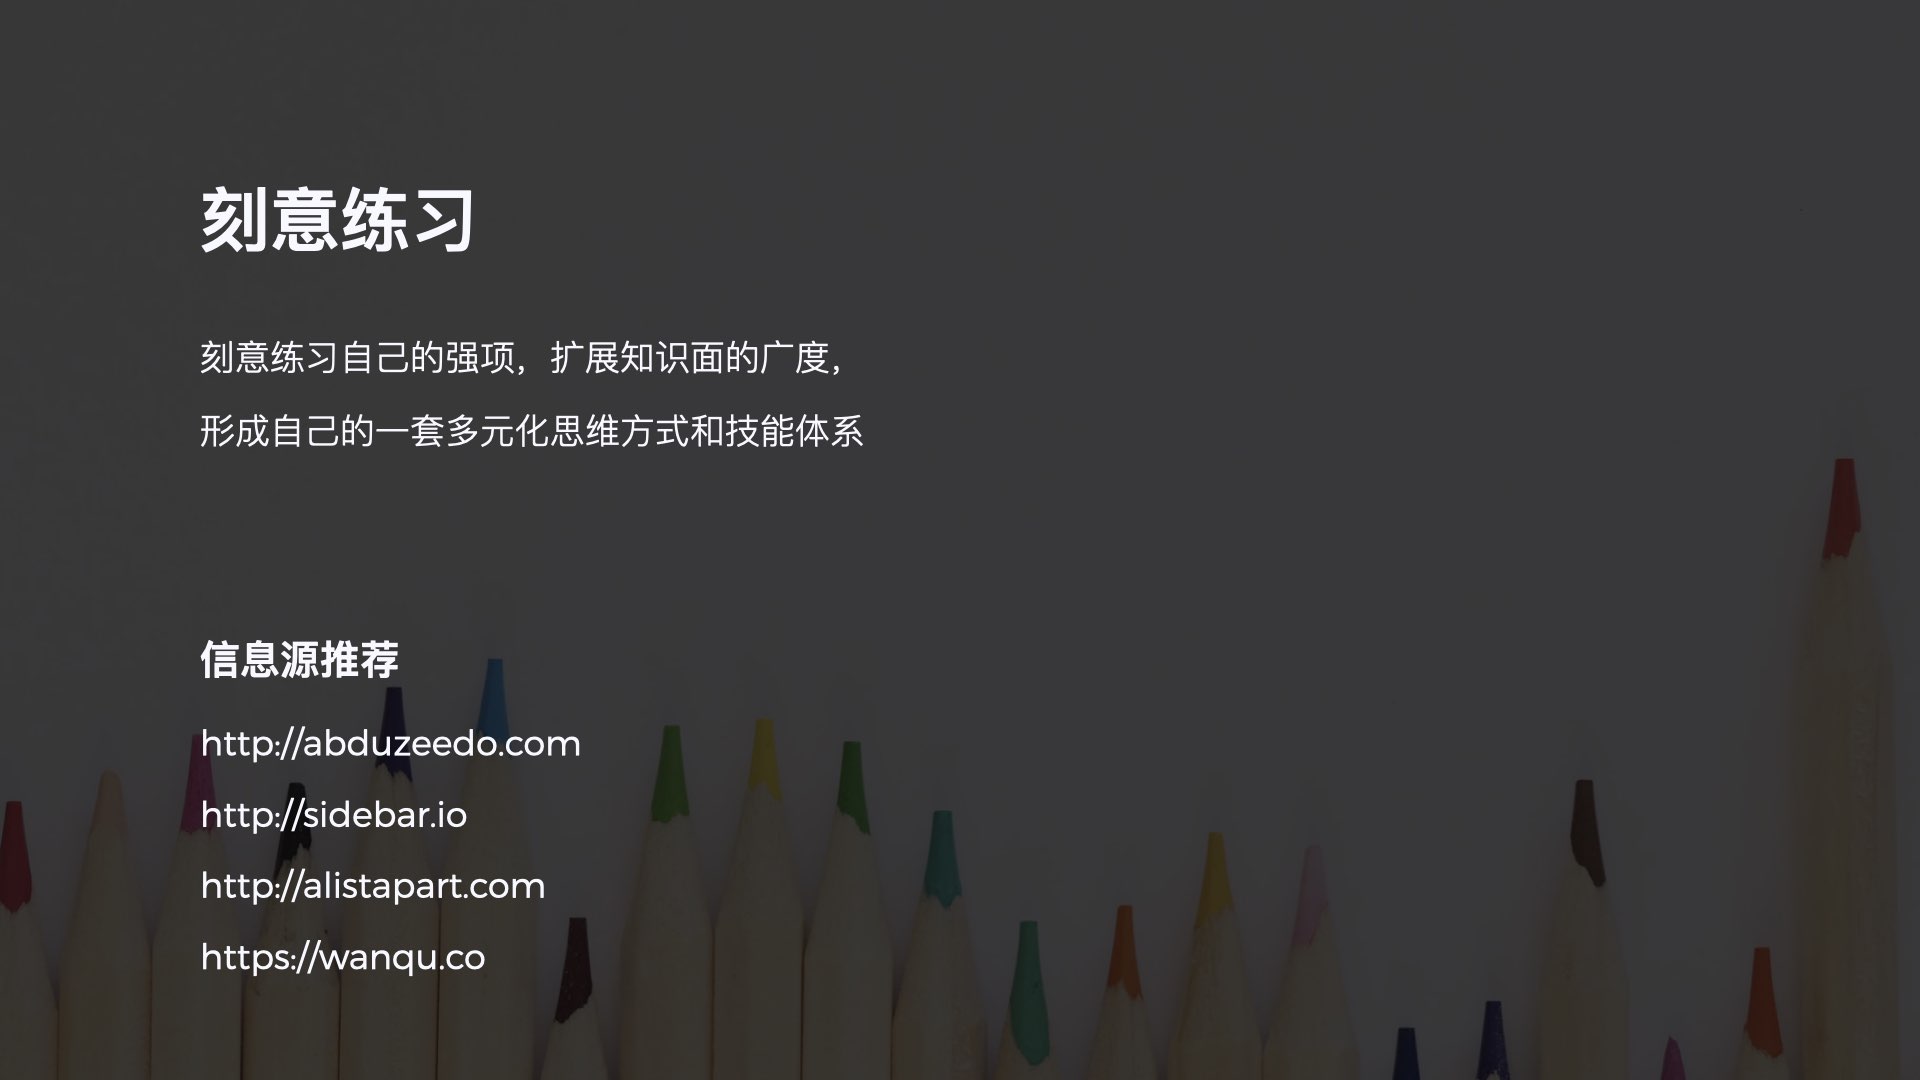 刻意练习
刻意练习自己的强项，扩展知识面的广度，
形成自己的一套多元化思维方式和技能体系
信息源推荐
http://abduzeedo.com
http://sidebar.io
http://alistapart.com
https://wanqu.co